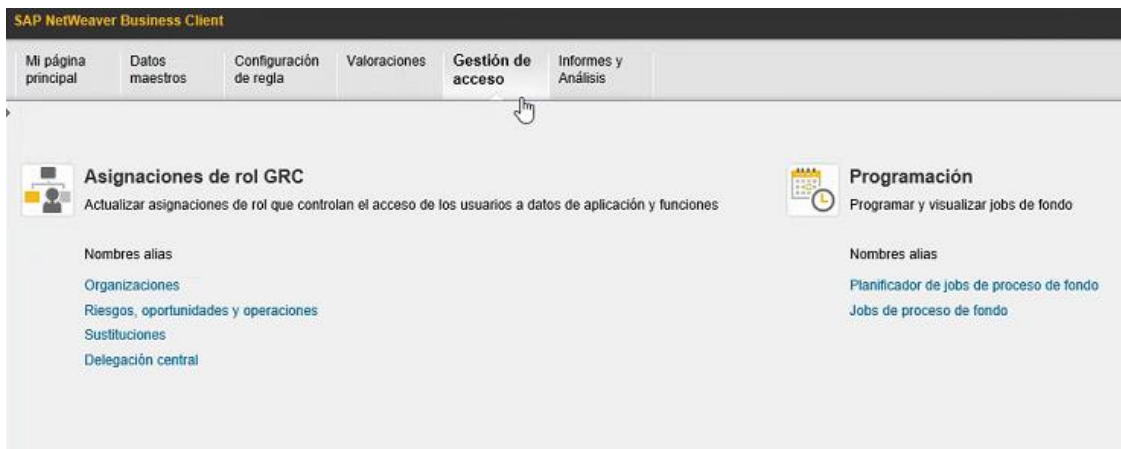 SAP NetWeaver Business Client
Mi página
principal
Datos
maestros
Configuración
de regla
Valoraciones
Gestión de
acceso
Informes y
Análisis
Asignaciones de rol GRC
Actualizar asignaciones de rol que controlan el acceso de los usuarios a datos de aplicación y funciones
Nombres alias
Organizaciones
Riesgos, oportunidades y operaciones
Sustituciones
Delegación central
Programación
Programar y visualizar jobs de fondo
Nombres alias
Planificador de jobs de proceso de fondo
Jobs de proceso de fondo